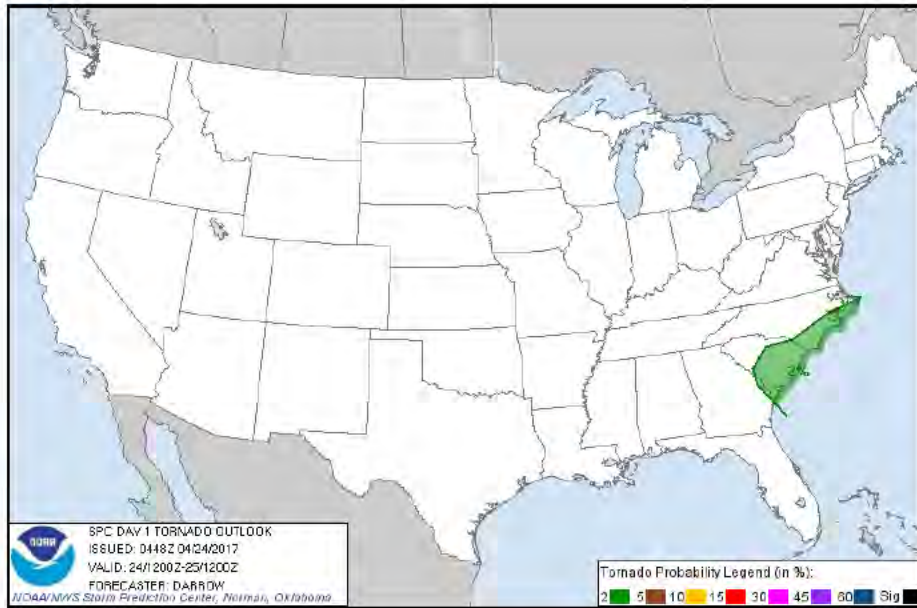 2%
SPC DAY 1 TORNADO OUTLOOK
ISSUED: 0448Z 04/24/2017
VALID: 24/1200Z-25/1200Z
FORECASTER: DARROW
NOAA/NWS Storm Prediction Center, Norman, Oklahoma
NOAA
Tornado Probability Legend (in %):
2 5 10 15 30 45 60 Sig